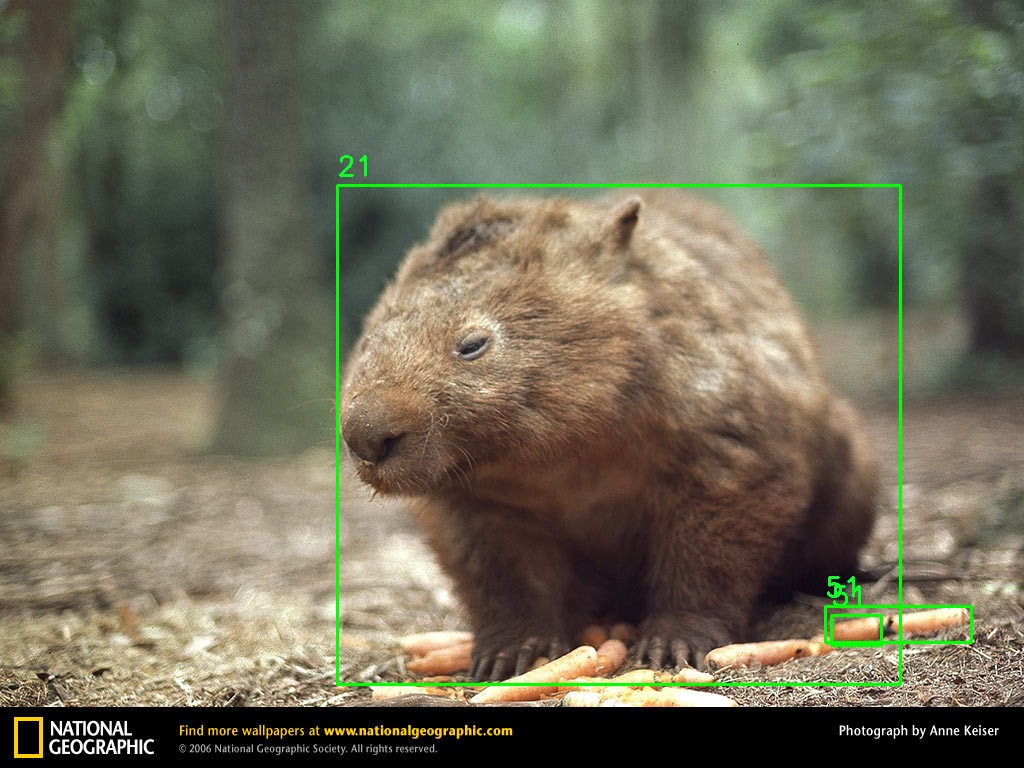 21
51
51
NATIONAL
GEOGRAPHIC
Find more wallpapers at www.nationalgeographic.com
© 2006 National Geographic Society. All rights reserved.
Photograph by Anne Keiser